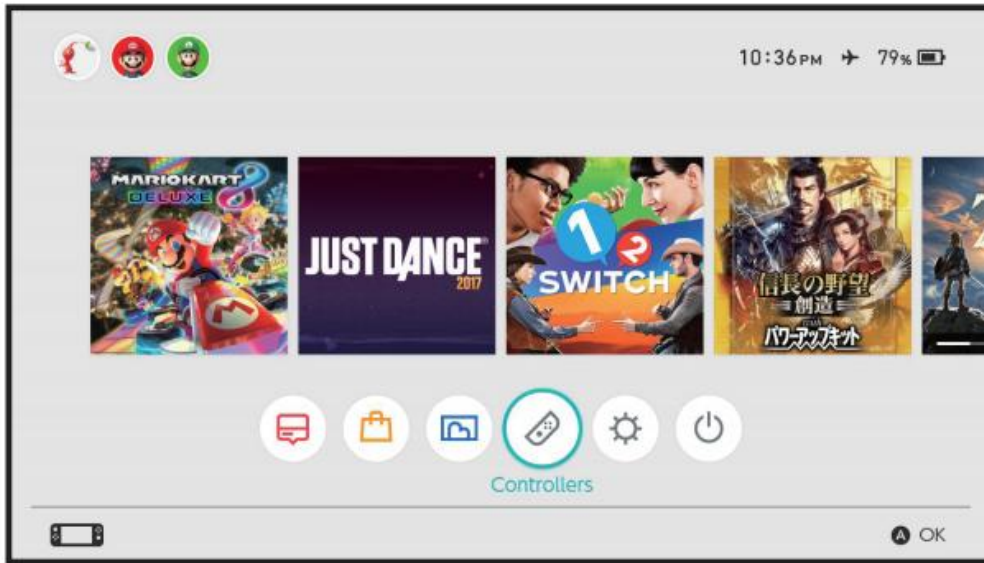 10:36PM 79%
MARIOKART 8
DELUXE
JUST DANCE
2017
1 2
SWITCH
信長の野望
創造
パワーアップキット
Controllers
A OK